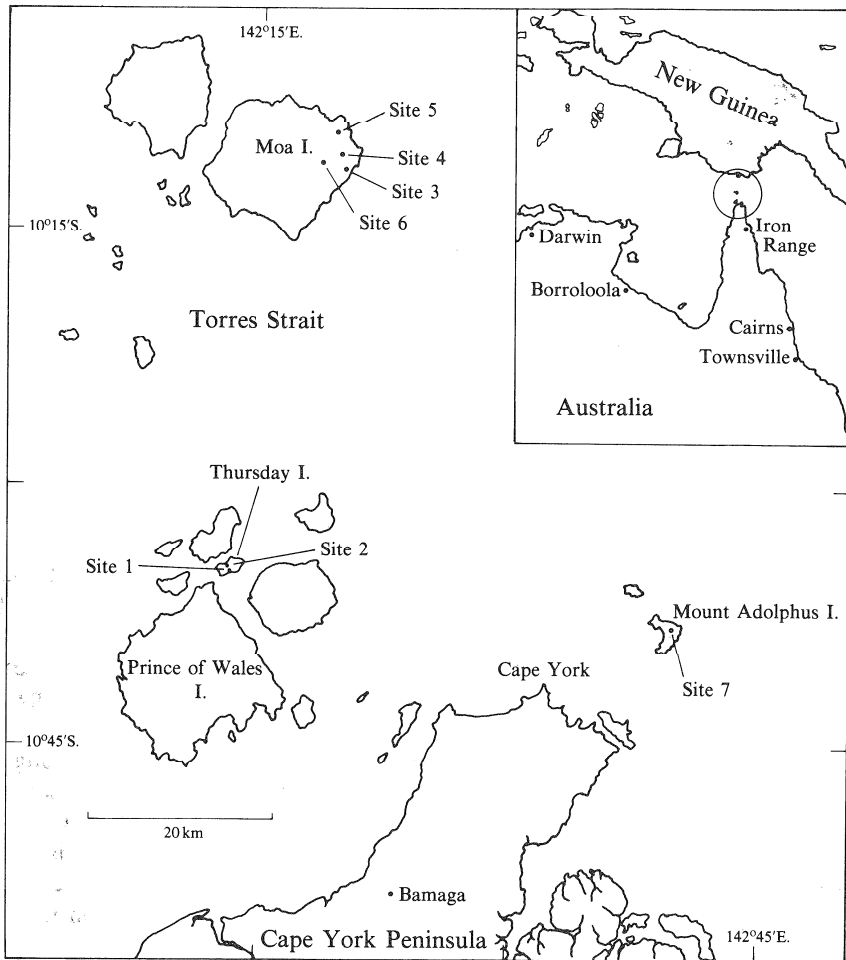 142°15'E.
Site 5
Moa I.
Site 4
Site 3
Site 6
10°15'S.
Torres Strait
New Guinea
Darwin
Iron
Range
Borroloola
Cairns
Townsville
Australia
Thursday I.
Site 2
Site 1
Mount Adolphus I.
Prince of Wales
I.
Cape York
Site 7
10°45'S.
20 km
Bamaga
Cape York Peninsula
142°45'E.